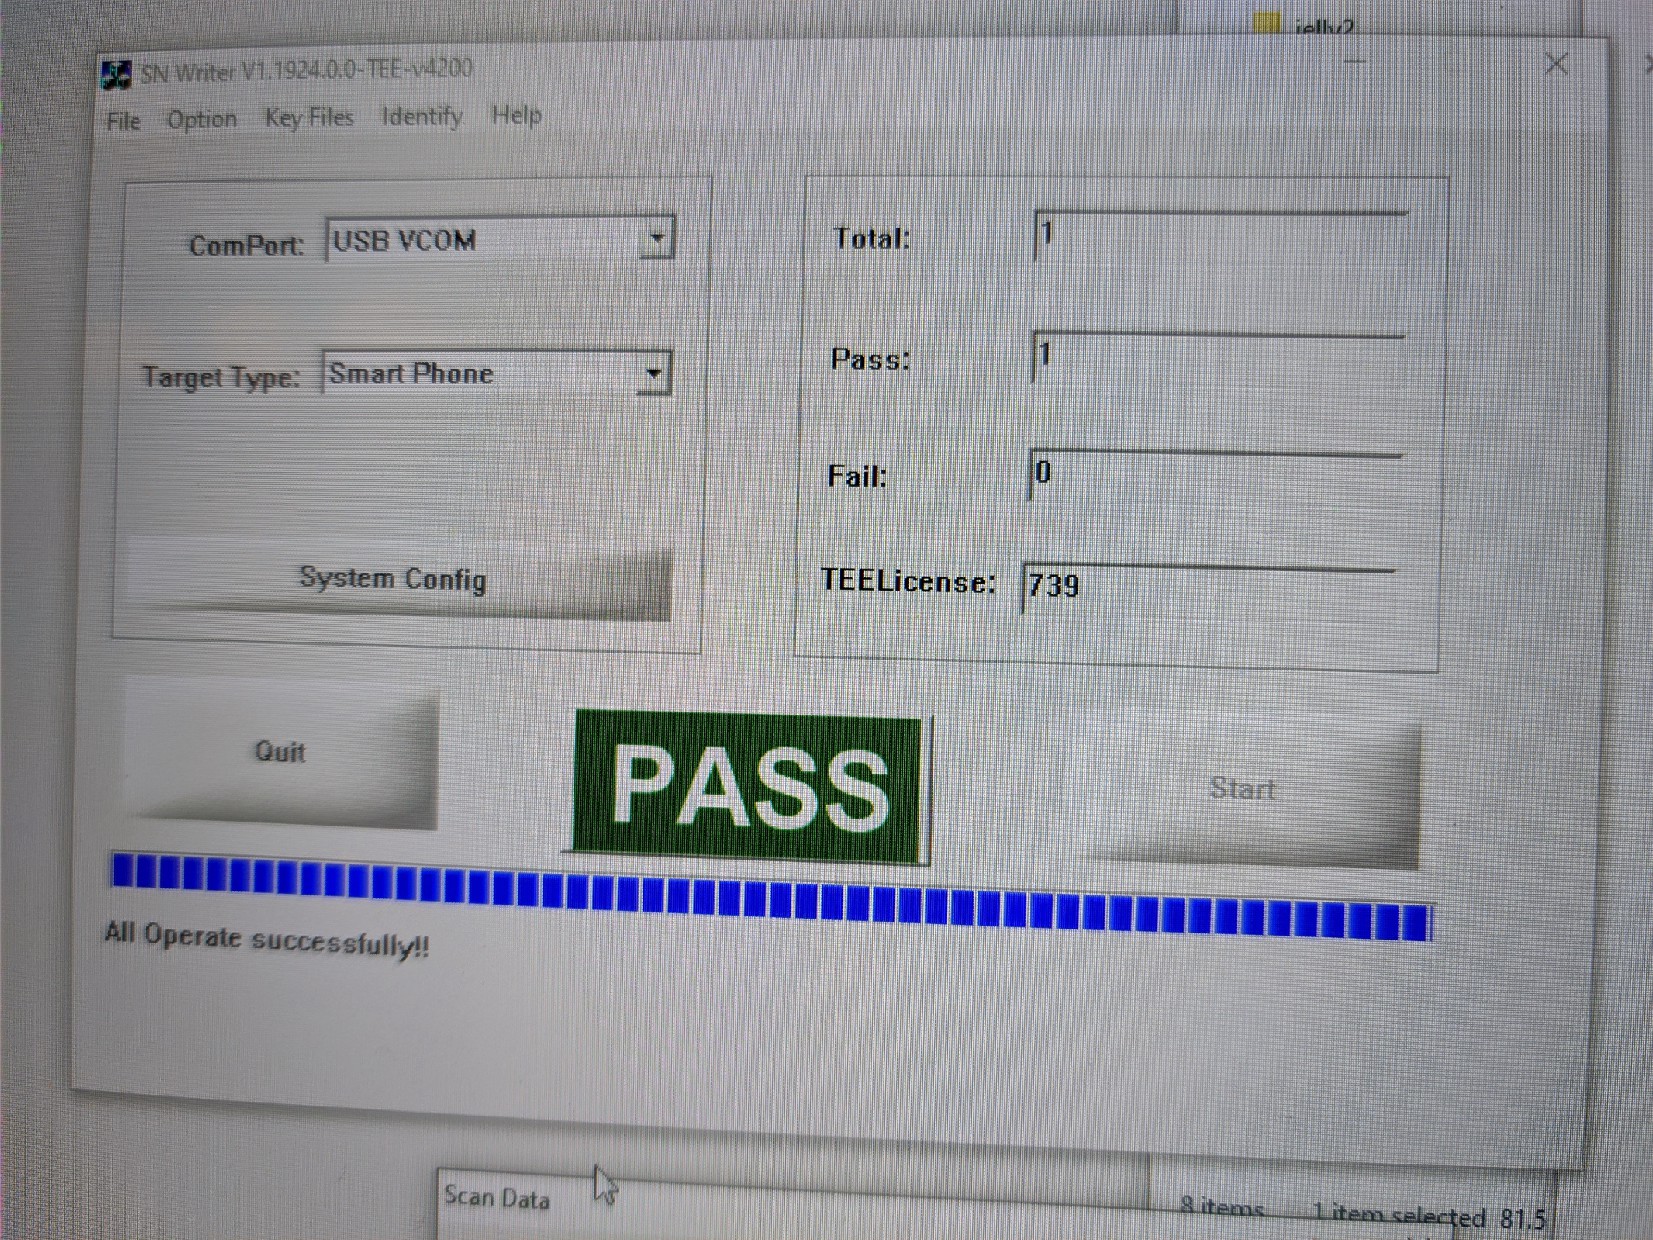 jelly2
SN Writer V1.1924.0.0-TEE-v4200
File Option Key Files Identify Help
ComPort: USB VCOM
Target Type: Smart Phone
System Config
Total: 1
Pass: 1
Fail: 0
TEELicense: 739
Quit
PASS
Start
All Operate successfully!!
Scan Data
8 items 1 item selected 81.5